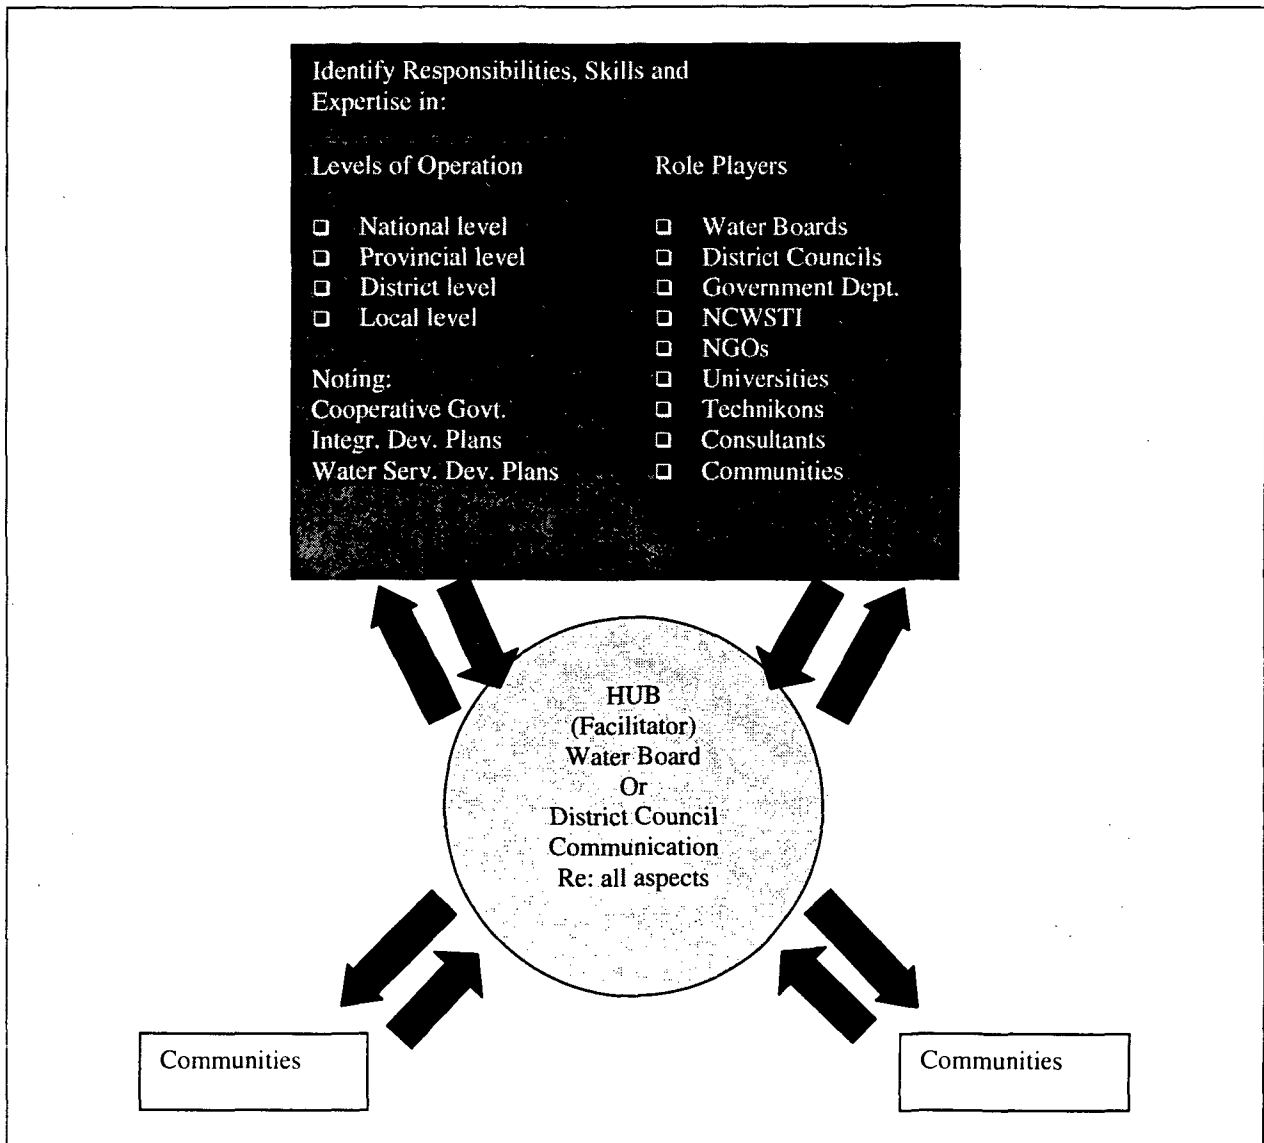 Identify Responsibilities, Skills and
Expertise in:
Levels of Operation
❑ National level
❑ Provincial level
❑ District level
❑ Local level
Noting:
Cooperative Govt.
Integr. Dev. Plans
Water Serv. Dev. Plans
Role Players
❑ Water Boards
❑ District Councils
❑ Government Dept.
❑ NCWSTI
❑ NGOs
❑ Universities
❑ Technikons
❑ Consultants
❑ Communities
HUB
(Facilitator)
Water Board
Or
District Council
Communication
Re: all aspects
Communities
Communities